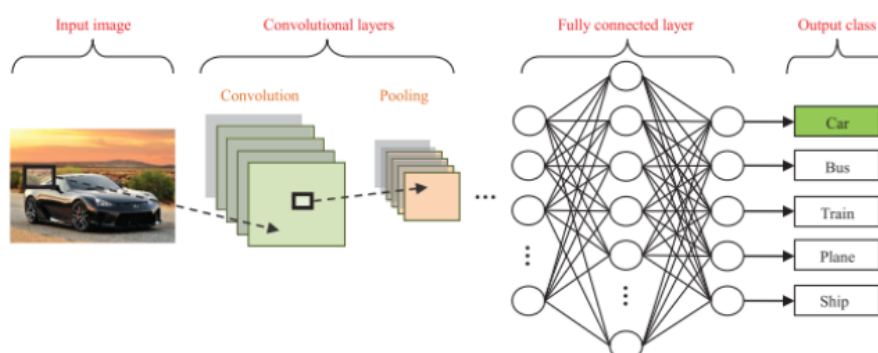 Input image
Convolutional layers
Fully connected layer
Output class
Convolution
Pooling
Car
Bus
Train
Plane
Ship